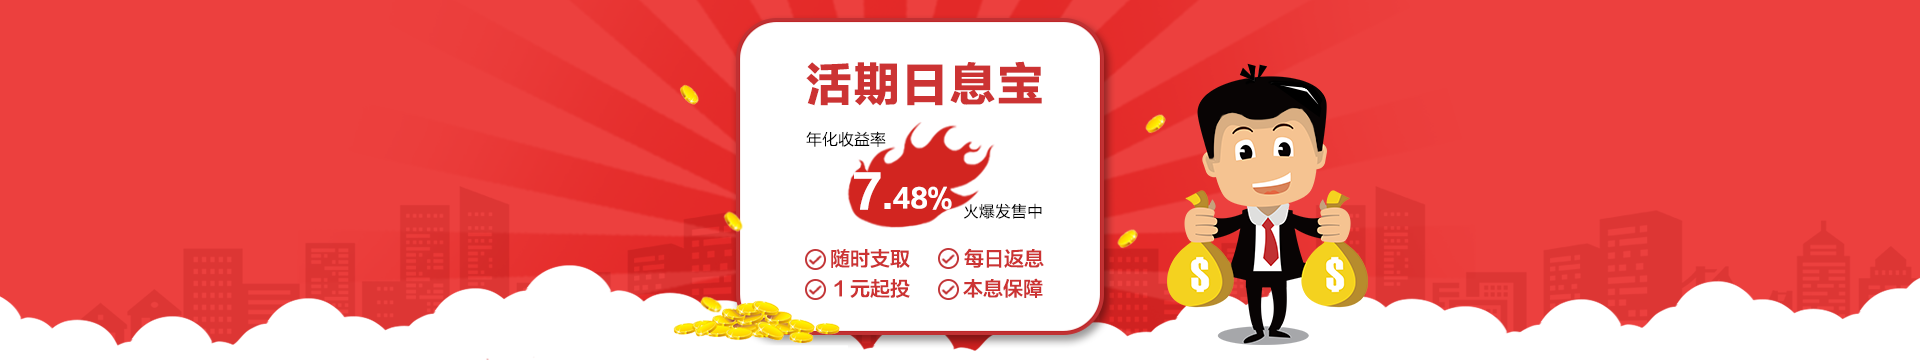 活期日息宝
年化收益率
7.48%
火爆发售中
随时支取 每日返息
1元起投 本息保障
$ $